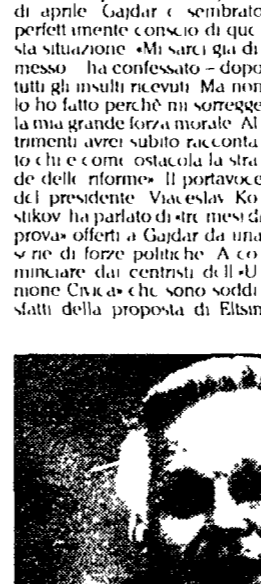 di aprile Gajdar è sembrato
perfettamente conscio di que
sta situazione «Mi sarei già di
messo ha confessato – dopo
tutti gli insulti ricevuti Ma non
lo ho fatto perchè mi sorregge
la mia grande forza morale Al
trimenti avrei subito racconta
to chi e come ostacola la stra
de delle riforme» Il portavoce
del presidente Viaceslav Ko
stikov ha parlato di «tre mesi di
prova» offerti a Gajdar da una
serie di forze politiche A co
minciare dai centristi dell «U
nione Civica» che sono soddi
sfatti della proposta di Eltsin